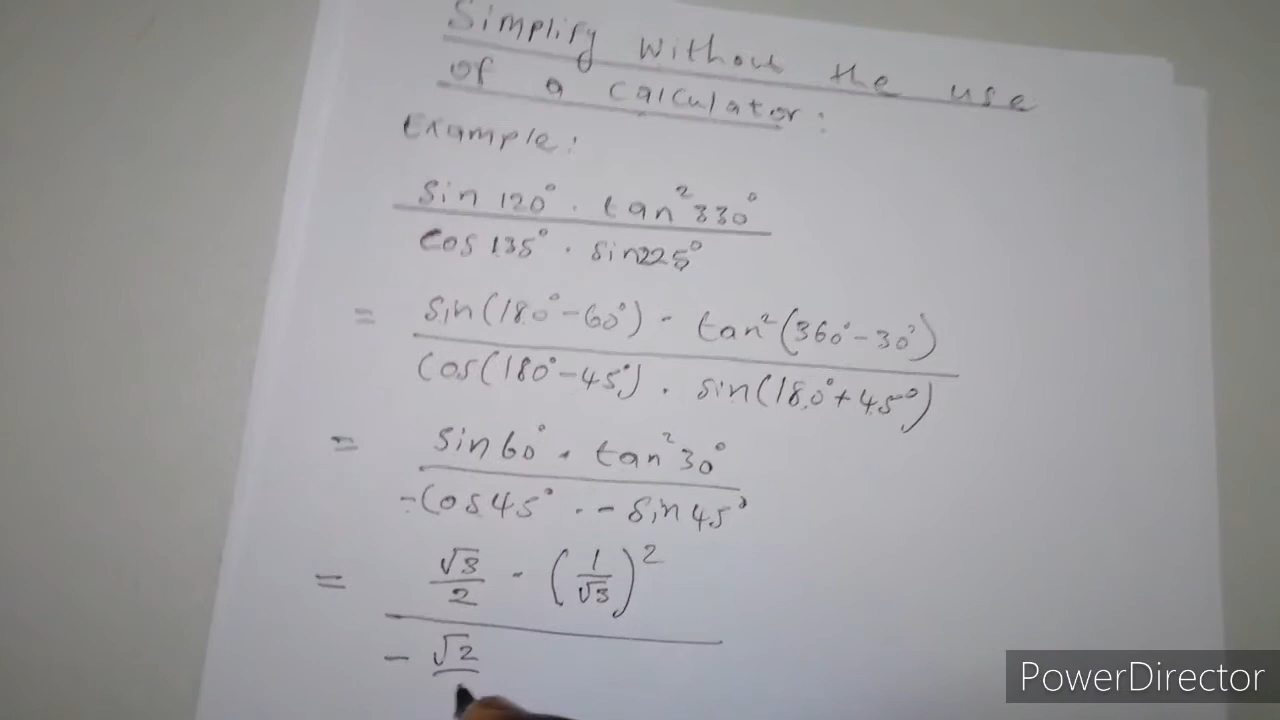 Simplify without the use
of a calculator:
Example:
sin 120° . tan² 330°
cos 135° . sin 225°
= sin(180° - 60°) . tan²(360° - 30°)
cos(180° - 45°) . sin(180° + 45°)
= sin 60° . tan² 30°
- cos 45° . - sin 45°
= √3/2 . (1/√3)²
- √2
PowerDirector